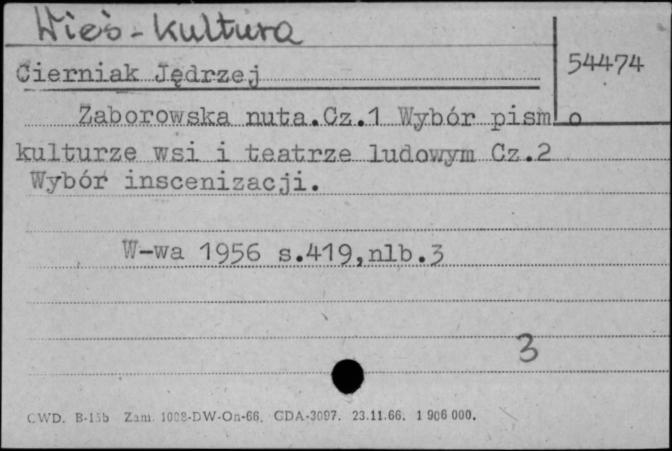 Wieś - Kultura
54474
Cierniak Jędrzej
Zaborowska nuta.Cz.1 Wybór pism o
kulturze wsi i teatrze ludowym Cz.2
Wybór inscenizacji.
W-wa 1956 s.419,nlb.3
3
CWD. B-15b Zam. 1008-DW-On-66. GDA-3097. 23.11.66. 1 906 000.